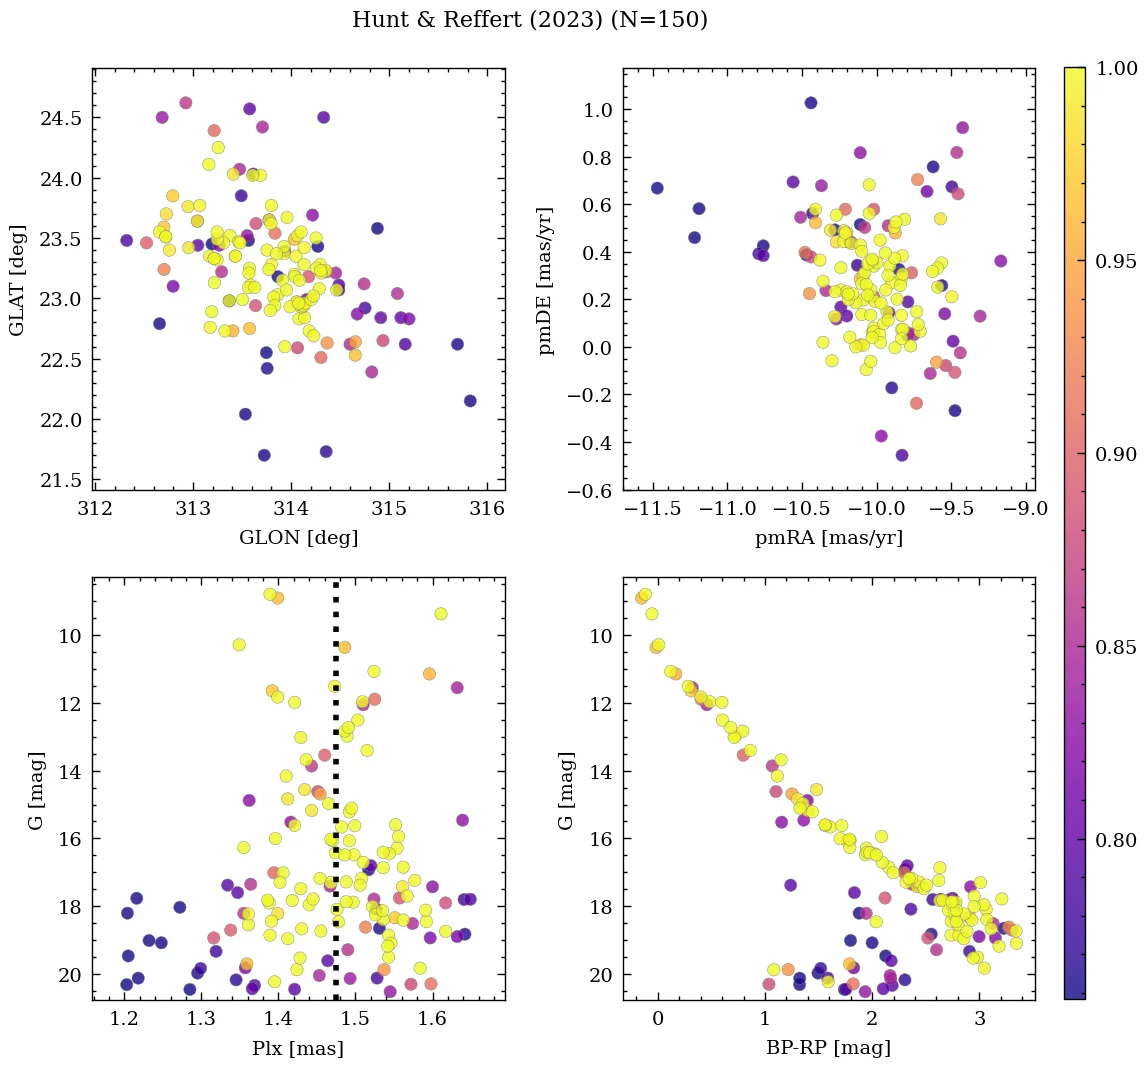 Hunt & Reffert (2023) (N=150)
24.5
24.0
23.5
23.0
22.5
22.0
21.5
GLAT [deg]
312 313 314 315 316
GLON [deg]
1.0
0.8
0.6
0.4
0.2
0.0
−0.2
−0.4
−0.6
pmDE [mas/yr]
−11.5 −11.0 −10.5 −10.0 −9.5 −9.0
pmRA [mas/yr]
10
12
14
16
18
20
G [mag]
1.2 1.3 1.4 1.5 1.6
Plx [mas]
10
12
14
16
18
20
G [mag]
0 1 2 3
BP-RP [mag]
1.00
0.95
0.90
0.85
0.80